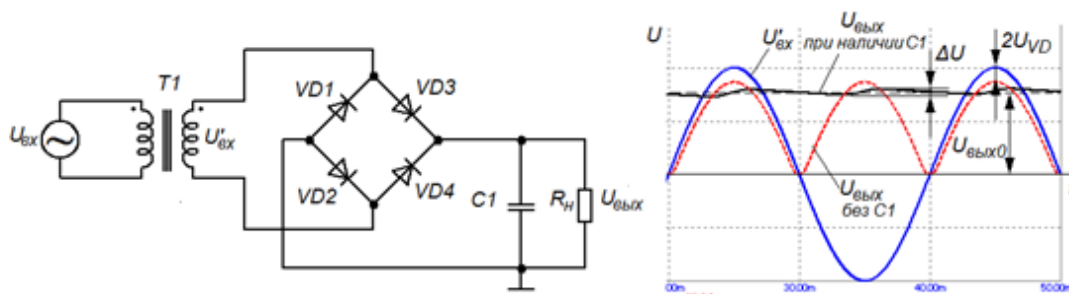 T1
Uвх
U'вх
VD1
VD3
VD2
VD4
C1
Rн
Uвых
U
U'вх
Uвых
при наличии C1
ΔU
2UVD
Uвых0
Uвых
без C1
00m
30.00m
40.00m
50.00m